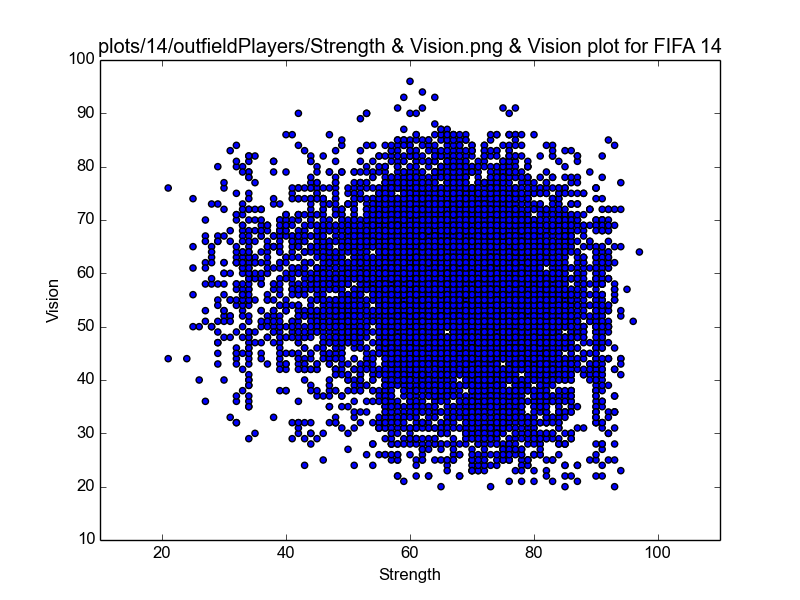 plots/14/outfieldPlayers/Strength & Vision.png & Vision plot for FIFA 14
100
90
80
70
60
50
40
30
20
10
Vision
20 40 60 80 100
Strength